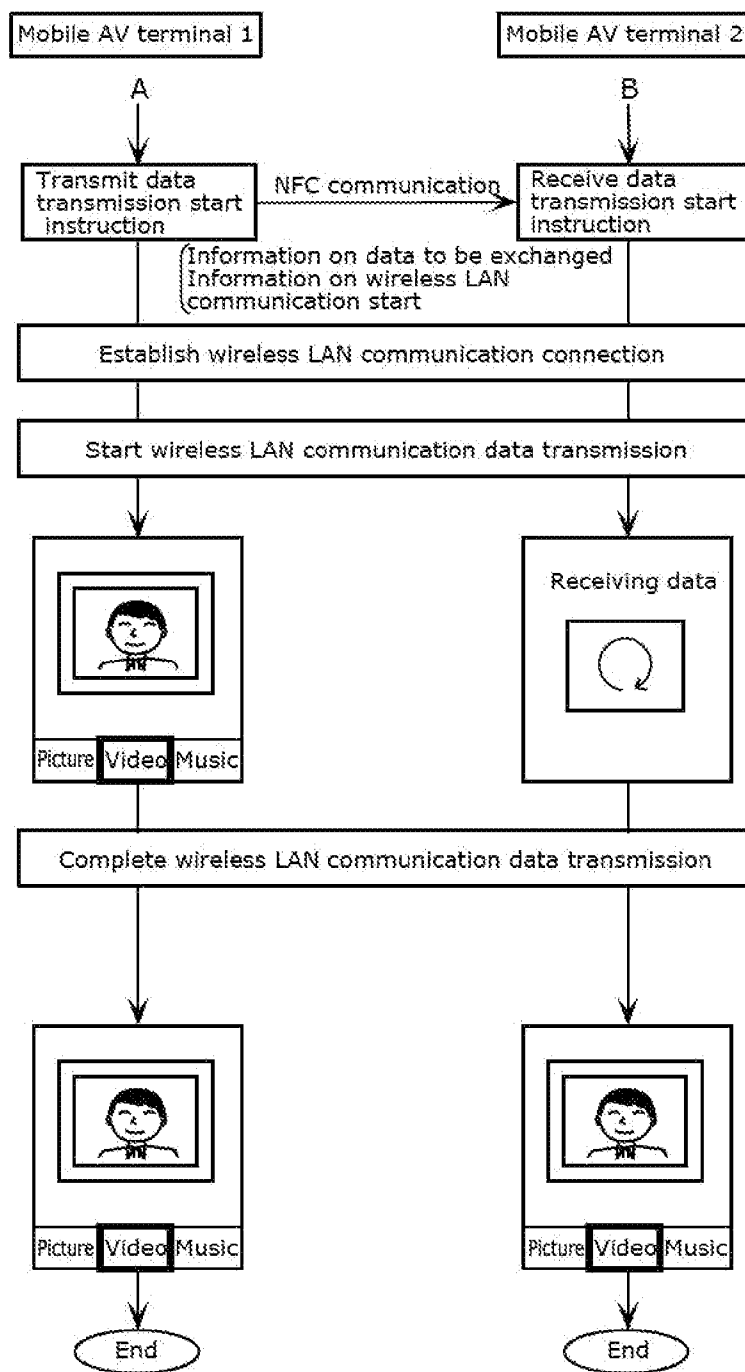 Mobile AV terminal 1
Mobile AV terminal 2
A
B
Transmit data
transmission start
instruction
NFC communication
Receive data
transmission start
instruction
Information on data to be exchanged
Information on wireless LAN
communication start
Establish wireless LAN communication connection
Start wireless LAN communication data transmission
Receiving data
Picture Video Music
Complete wireless LAN communication data transmission
Picture Video Music
Picture Video Music
End
End